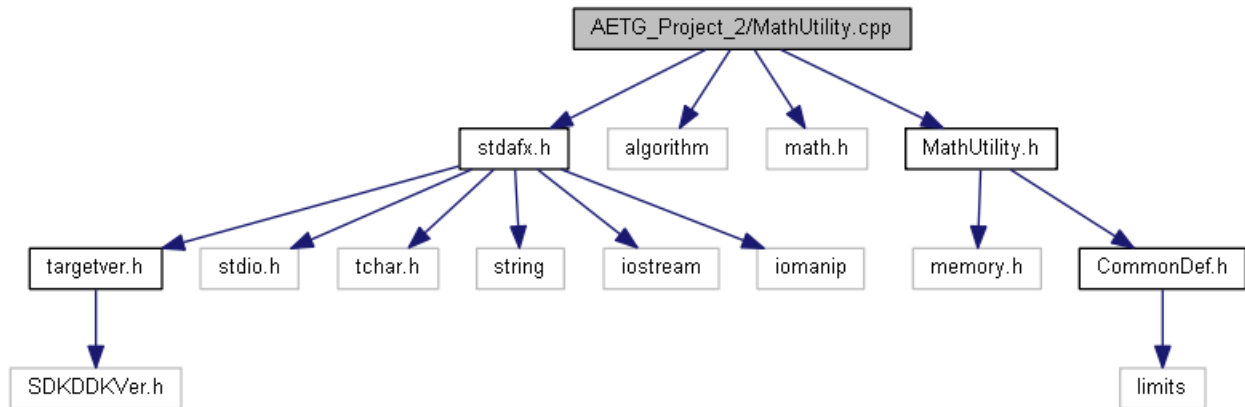 AETG_Project_2/MathUtility.cpp
stdafx.h
algorithm
math.h
MathUtility.h
targetver.h
stdio.h
tchar.h
string
iostream
iomanip
memory.h
CommonDef.h
SDKDDKVer.h
limits